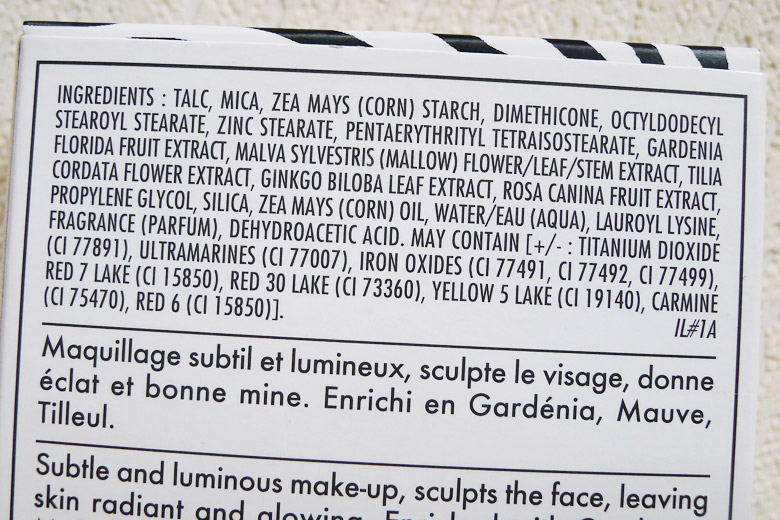 INGREDIENTS : TALC, MICA, ZEA MAYS (CORN) STARCH, DIMETHICONE, OCTYLDODECYL
STEAROYL STEARATE, ZINC STEARATE, PENTAERYTHRITYL TETRAISOSTEARATE, GARDENIA
FLORIDA FRUIT EXTRACT, MALVA SYLVESTRIS (MALLOW) FLOWER/LEAF/STEM EXTRACT, TILIA
CORDATA FLOWER EXTRACT, GINKGO BILOBA LEAF EXTRACT, ROSA CANINA FRUIT EXTRACT,
PROPYLENE GLYCOL, SILICA, ZEA MAYS (CORN) OIL, WATER/EAU (AQUA), LAUROYL LYSINE,
FRAGRANCE (PARFUM), DEHYDROACETIC ACID. MAY CONTAIN [+/- : TITANIUM DIOXIDE
(CI 77891), ULTRAMARINES (CI 77007), IRON OXIDES (CI 77491, CI 77492, CI 77499),
RED 7 LAKE (CI 15850), RED 30 LAKE (CI 73360), YELLOW 5 LAKE (CI 19140), CARMINE
(CI 75470), RED 6 (CI 15850)].
IL#1A
Maquillage subtil et lumineux, sculpte le visage, donne
éclat et bonne mine. Enrichi en Gardénia, Mauve,
Tilleul.
Subtle and luminous make-up, sculpts the face, leaving
skin radiant and glowing. Enriched with